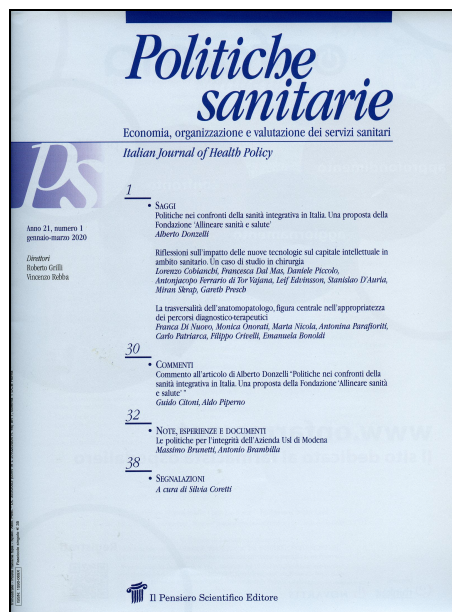 Politiche
sanitarie
Economia, organizzazione e valutazione dei servizi sanitari
Italian Journal of Health Policy
Ps
Anno 21, numero 1
gennaio-marzo 2020
Direttori
Roberto Grilli
Vincenzo Rebba
1
• SAGGI
Politiche nei confronti della sanità integrativa in Italia. Una proposta della
Fondazione ‘Allineare sanità e salute’
Alberto Donzelli
Riflessioni sull’impatto delle nuove tecnologie sul capitale intellettuale in
ambito sanitario. Un caso di studio in chirurgia
Lorenzo Cobianchi, Francesca Dal Mas, Daniele Piccolo,
Antonjacopo Ferrario di Tor Vajana, Leif Edvinsson, Stanislao D’Auria,
Miran Skrap, Gareth Presch
La trasversalità dell’anatomopatologo, figura centrale nell’appropriatezza
dei percorsi diagnostico-terapeutici
Franca Di Nuovo, Monica Onorati, Marta Nicola, Antonina Parafioriti,
Carlo Patriarca, Filippo Crivelli, Emanuela Bonoldi
30
• COMMENTI
Commento all’articolo di Alberto Donzelli “Politiche nei confronti della
sanità integrativa in Italia. Una proposta della Fondazione ‘Allineare sanità
e salute’ ”
Guido Citoni, Aldo Piperno
32
• NOTE, ESPERIENZE E DOCUMENTI
Le politiche per l’integrità dell’Azienda Usl di Modena
Massimo Brunetti, Antonio Brambilla
38
• SEGNALAZIONI
A cura di Silvia Coretti
Il Pensiero Scientifico Editore